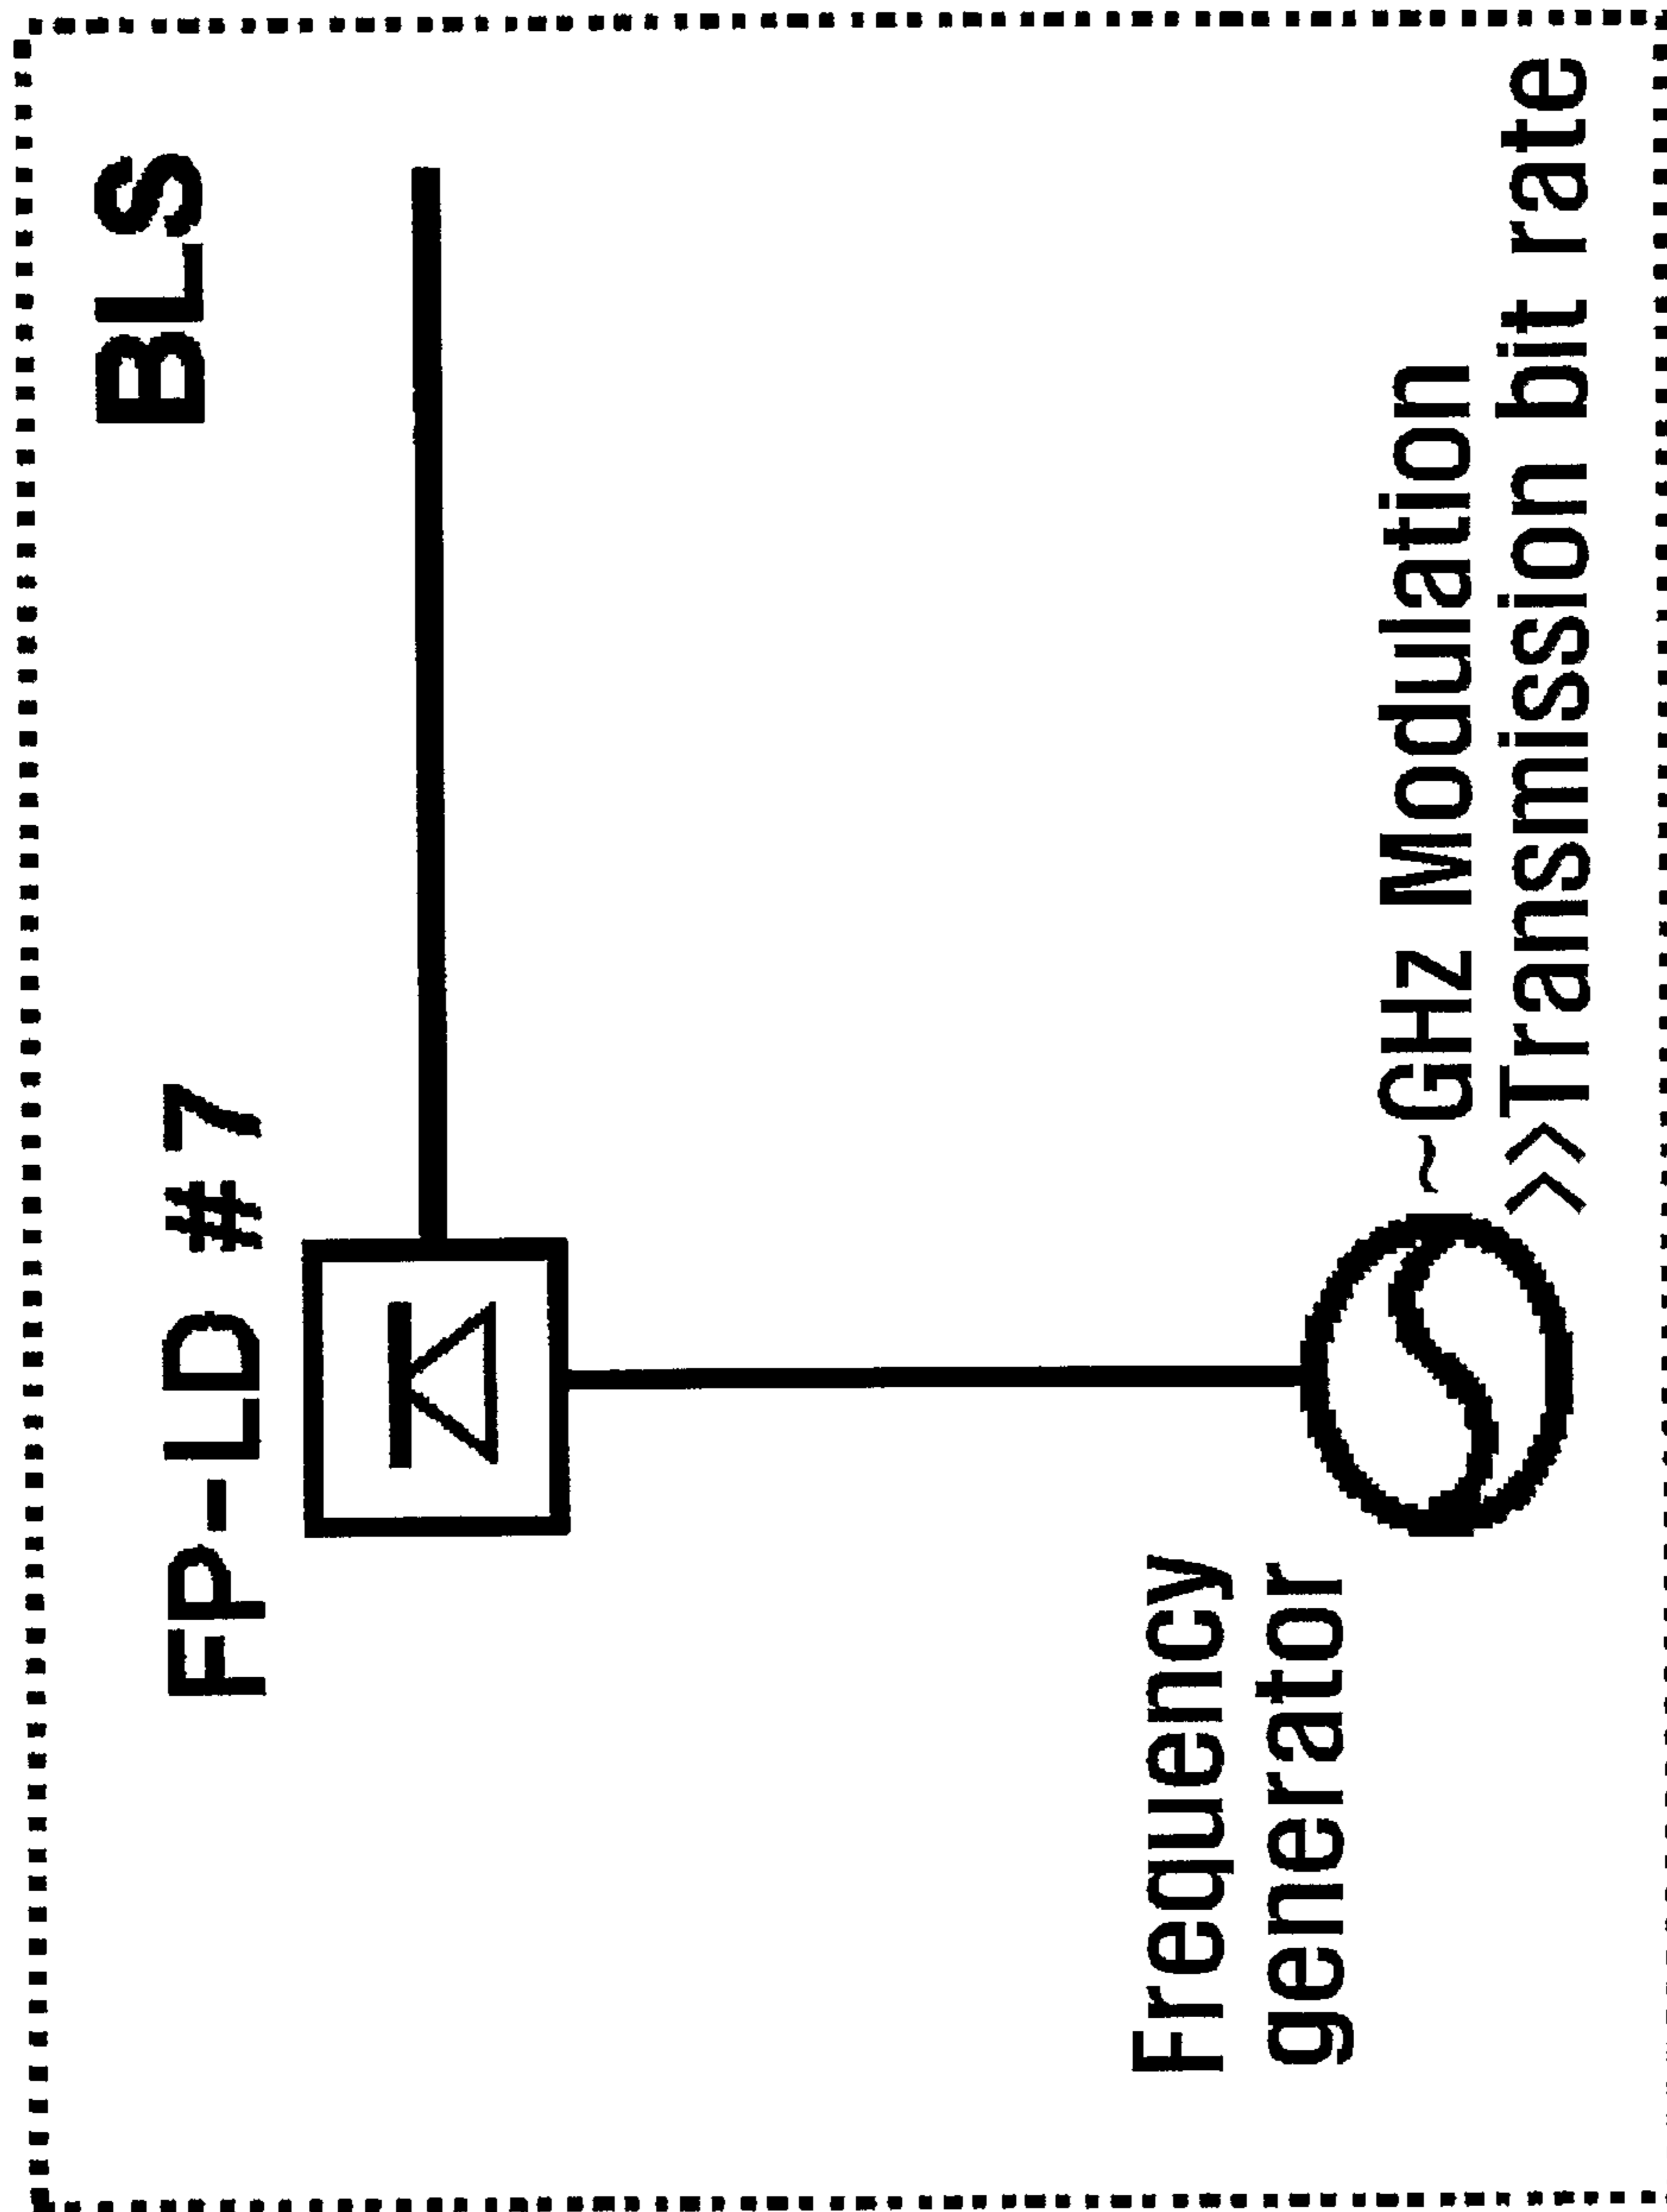 BLS
FP-LD #7
Frequency
generator
~GHz Modulation
>>Transmission bit rate